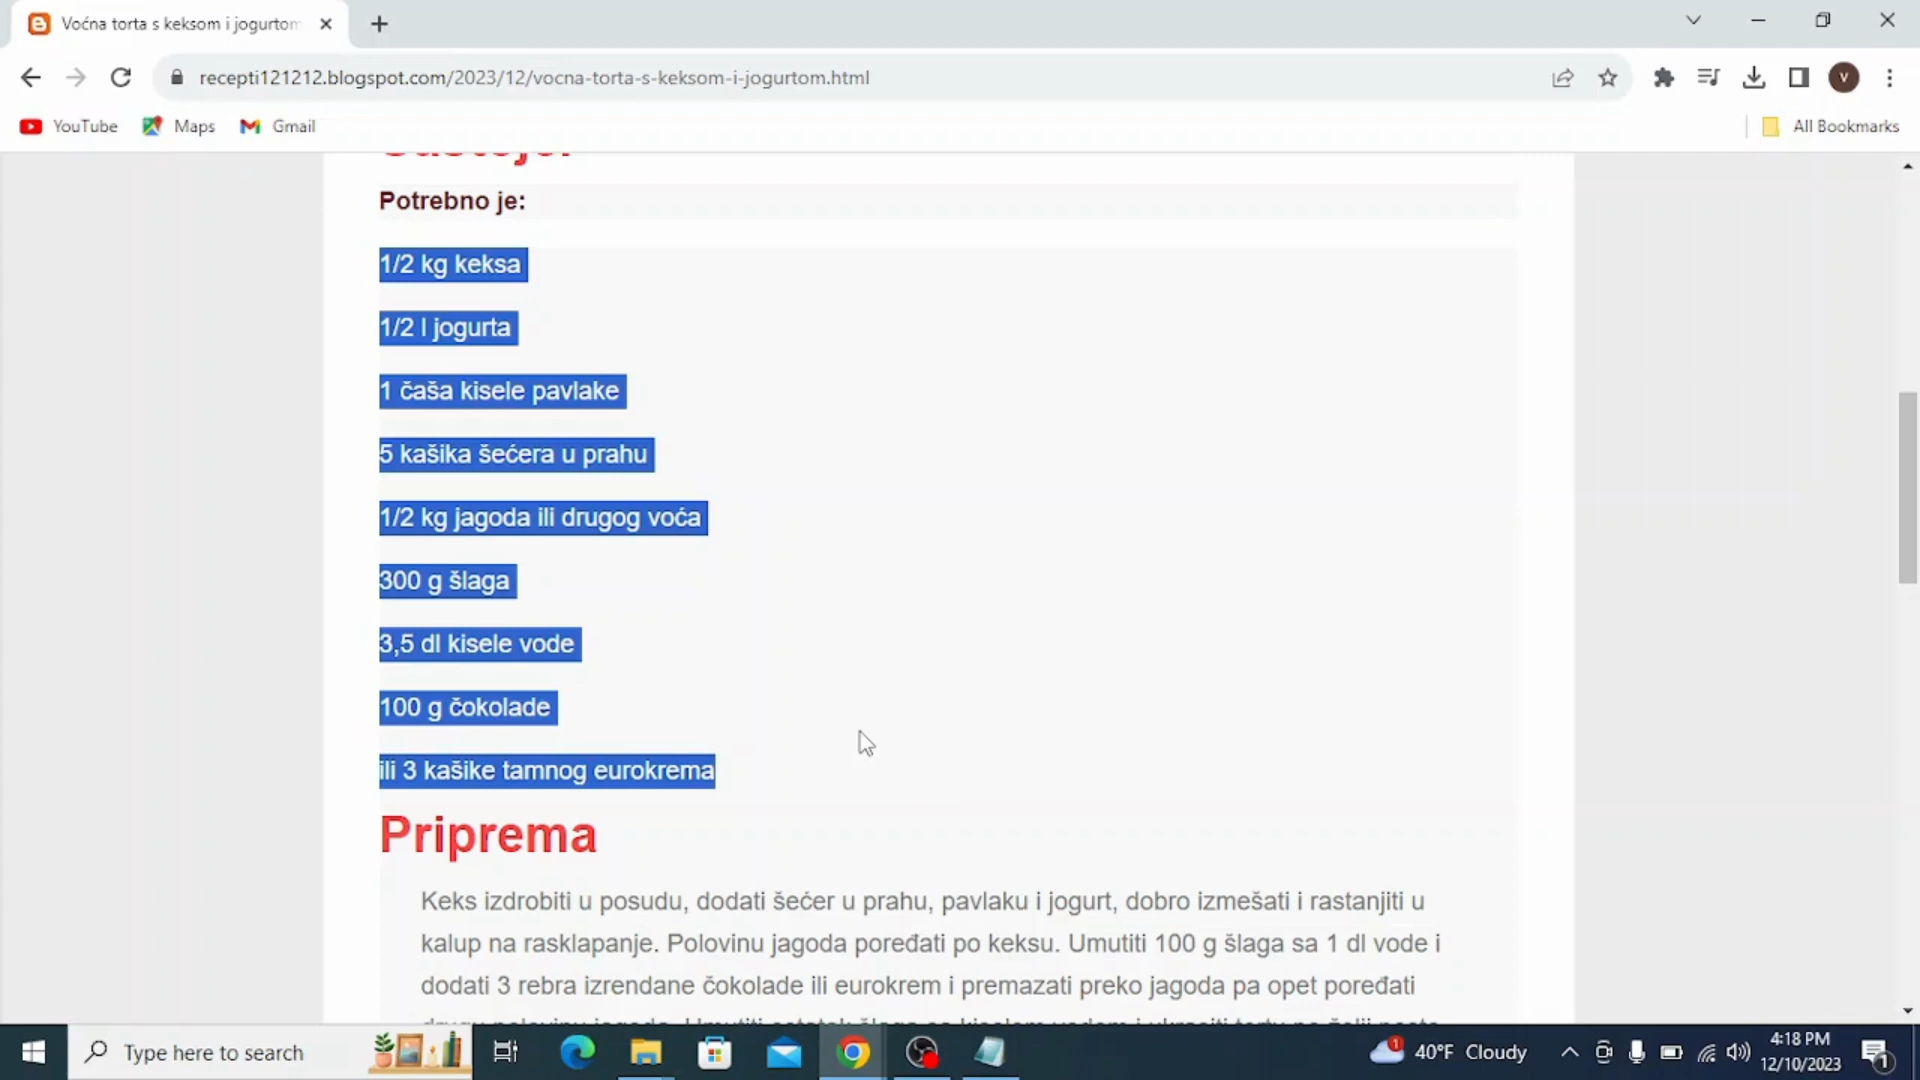 Voćna torta s keksom i jogurtom
recepti121212.blogspot.com/2023/12/vocna-torta-s-keksom-i-jogurtom.html
V
YouTube
Maps
Gmail
All Bookmarks
Potrebno je:
1/2 kg keksa
1/2 l jogurta
1 čaša kisele pavlake
5 kašika šećera u prahu
1/2 kg jagoda ili drugog voća
300 g šlaga
3,5 dl kisele vode
100 g čokolade
ili 3 kašike tamnog eurokrema
Priprema
Keks izdrobiti u posudu, dodati šećer u prahu, pavlaku i jogurt, dobro izmešati i rastanjiti u
kalup na rasklapanje. Polovinu jagoda poređati po keksu. Umutiti 100 g šlaga sa 1 dl vode i
dodati 3 rebra izrendane čokolade ili eurokrem i premazati preko jagoda pa opet poređati
Type here to search
1
40°F Cloudy
4:18 PM
12/10/2023
1